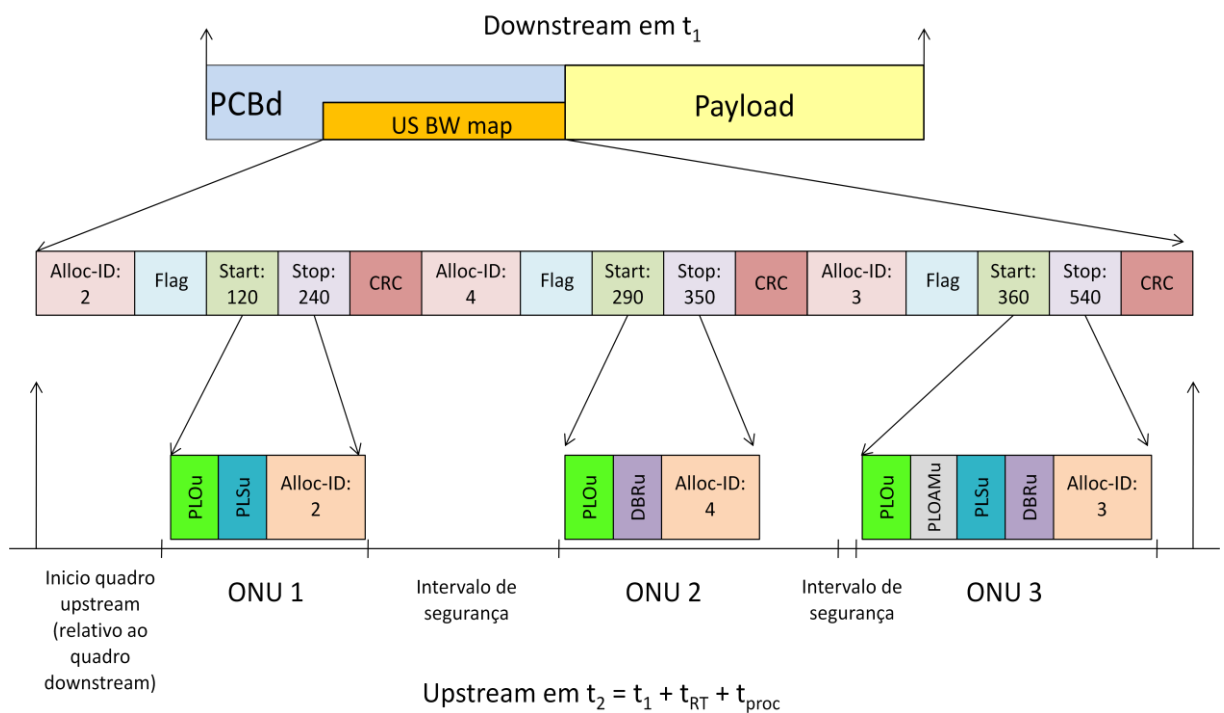 Downstream em t1
PCBd
US BW map
Payload
Alloc-ID:
2
Flag
Start:
120
Stop:
240
CRC
Alloc-ID:
4
Flag
Start:
290
Stop:
350
CRC
Alloc-ID:
3
Flag
Start:
360
Stop:
540
CRC
PLOu
PLSu
Alloc-ID:
2
PLOu
DBRu
Alloc-ID:
4
PLOu
PLOAMu
PLSu
DBRu
Alloc-ID:
3
Inicio quadro
upstream
(relativo ao
quadro
downstream)
ONU 1
Intervalo de
segurança
ONU 2
Intervalo de
segurança
ONU 3
Upstream em t2 = t1 + tRT + tproc